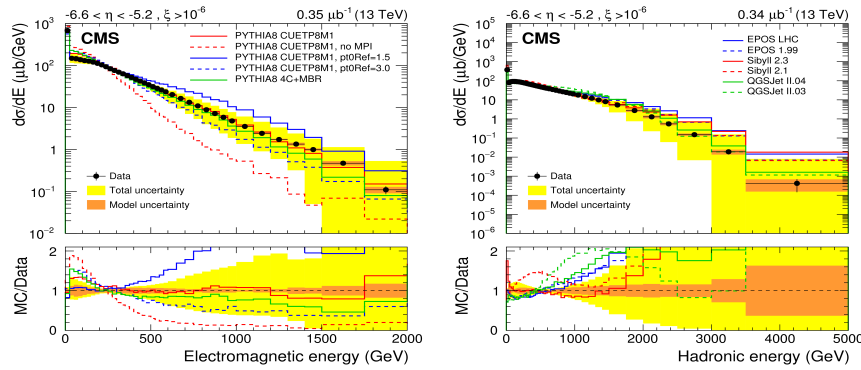 -6.6 < η < -5.2 , ξ >10⁻⁶ 0.35 μb⁻¹ (13 TeV)
dσ/dE (μb/GeV)
10⁵
10⁴
10³
10²
10
1
10⁻¹
10⁻²
CMS
PYTHIA8 CUETP8M1
PYTHIA8 CUETP8M1, no MPI
PYTHIA8 CUETP8M1, pt0Ref=1.5
PYTHIA8 CUETP8M1, pt0Ref=3.0
PYTHIA8 4C+MBR
Data
Total uncertainty
Model uncertainty
MC/Data
2
1
0
0 500 1000 1500 2000
Electromagnetic energy (GeV)
-6.6 < η < -5.2 , ξ >10⁻⁶ 0.34 μb⁻¹ (13 TeV)
dσ/dE (μb/GeV)
10⁵
10⁴
10³
10²
10
1
10⁻¹
10⁻²
10⁻³
10⁻⁴
10⁻⁵
10⁻⁶
CMS
EPOS LHC
EPOS 1.99
Sibyll 2.3
Sibyll 2.1
QGSJet II.04
QGSJet II.03
Data
Total uncertainty
Model uncertainty
MC/Data
2
1
0
0 1000 2000 3000 4000 5000
Hadronic energy (GeV)